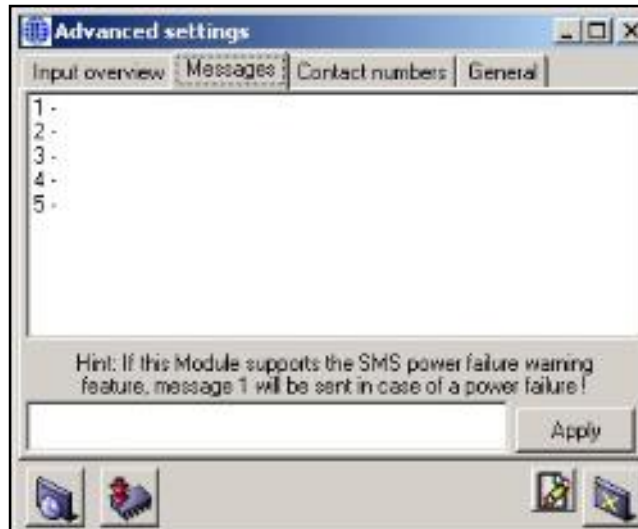 Advanced settings
Input overview Messages Contact numbers General
1 -
2 -
3 -
4 -
5 -
Hint: If this Module supports the SMS power failure warning
feature, message 1 will be sent in case of a power failure !
Apply